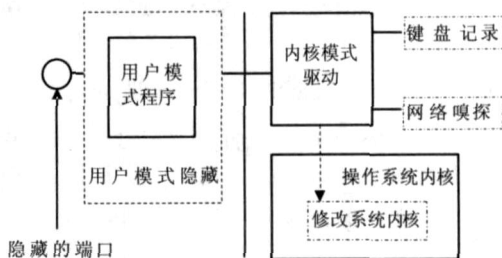 用户模
式程序
用户模式隐藏
隐藏的端口
内核模式
驱动
键盘记录
网络嗅探
操作系统内核
修改系统内核